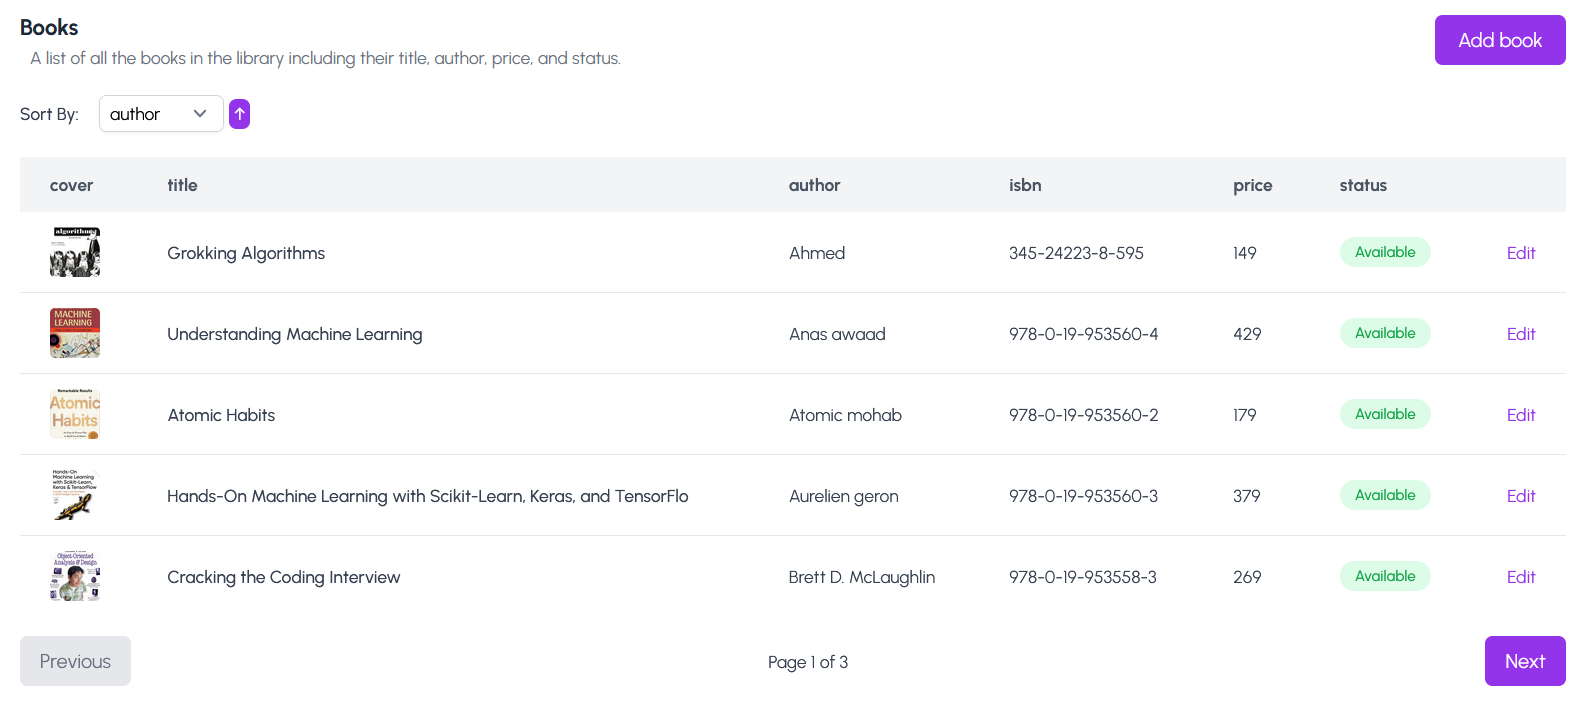 Books
A list of all the books in the library including their title, author, price, and status.
Add book
Sort By: author ↑
cover title author isbn price status
algorithms
Grokking Algorithms Ahmed 345-24223-8-595 149 Available Edit
MACHINE
LEARNING
Understanding Machine Learning Anas awaad 978-0-19-953560-4 429 Available Edit
Remarkable Results
Atomic
Habits
Atomic Habits Atomic mohab 978-0-19-953560-2 179 Available Edit
Hands-On
Machine Learning
with Scikit-Learn,
Keras & TensorFlow
Hands-On Machine Learning with Scikit-Learn, Keras, and TensorFlo Aurelien geron 978-0-19-953560-3 379 Available Edit
Object-Oriented
Analysis & Design
Cracking the Coding Interview Brett D. McLaughlin 978-0-19-953558-3 269 Available Edit
Previous Page 1 of 3 Next